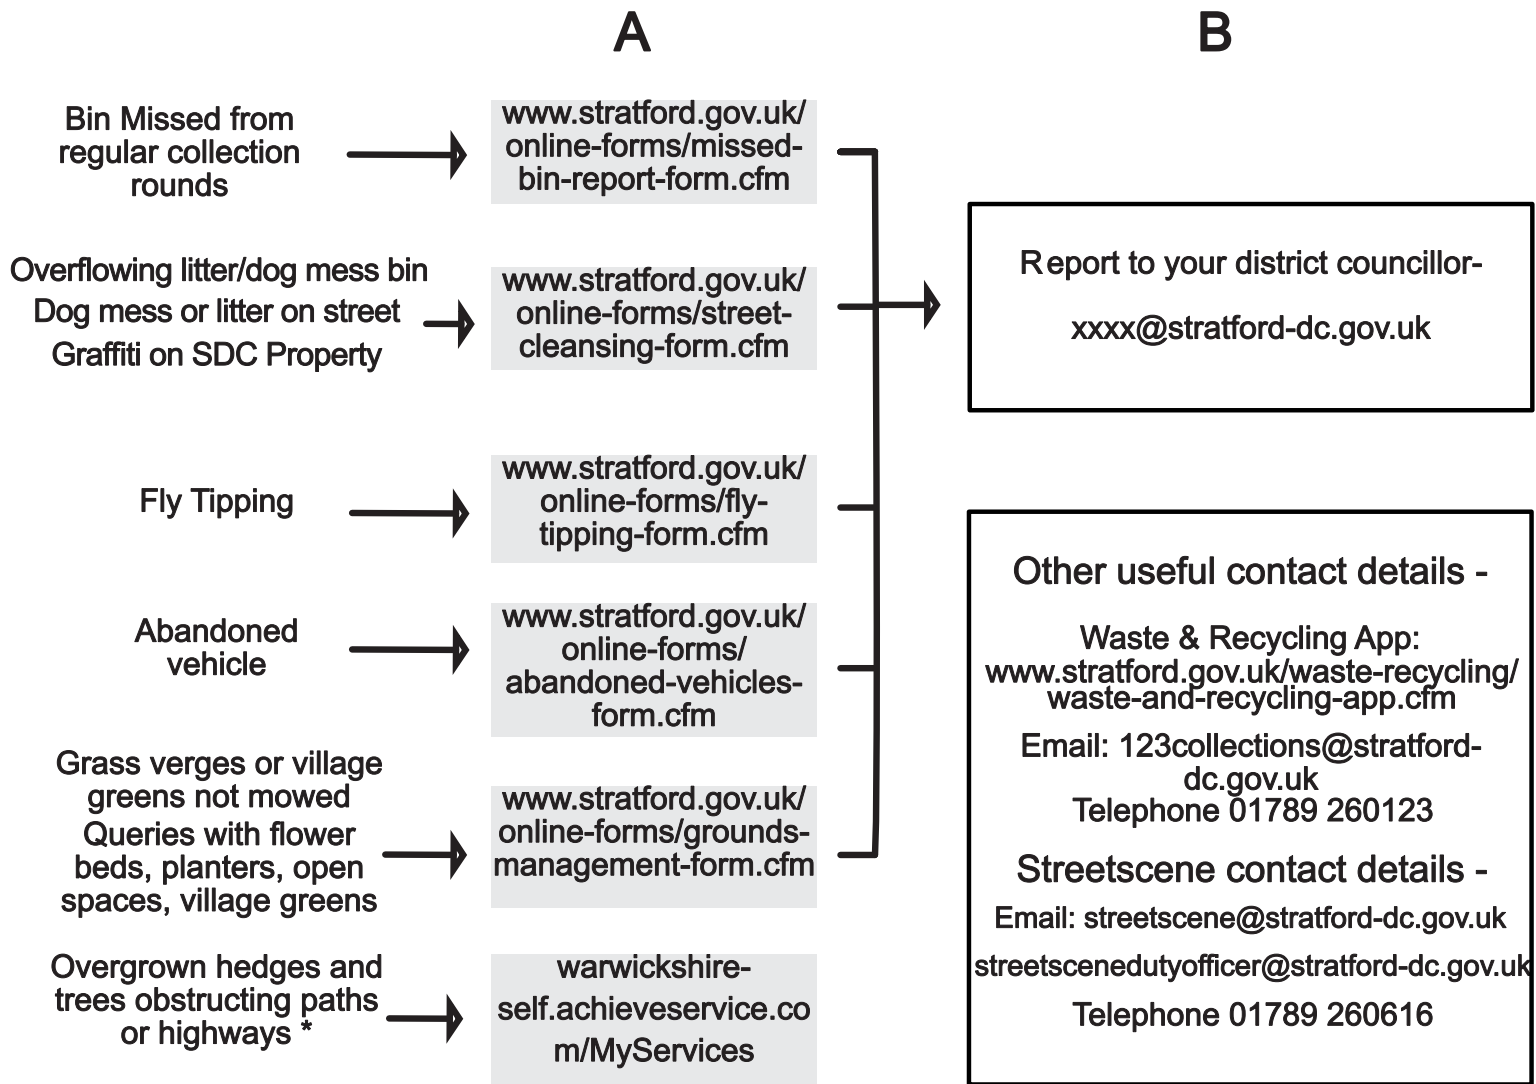 A
B
Bin Missed from
regular collection
rounds
www.stratford.gov.uk/
online-forms/missed-
bin-report-form.cfm
Overflowing litter/dog mess bin
Dog mess or litter on street
Graffiti on SDC Property
www.stratford.gov.uk/
online-forms/street-
cleansing-form.cfm
Fly Tipping
www.stratford.gov.uk/
online-forms/fly-
tipping-form.cfm
Abandoned
vehicle
www.stratford.gov.uk/
online-forms/
abandoned-vehicles-
form.cfm
Grass verges or village
greens not mowed
Queries with flower
beds, planters, open
spaces, village greens
www.stratford.gov.uk/
online-forms/grounds-
management-form.cfm
Overgrown hedges and
trees obstructing paths
or highways *
warwickshire-
self.achieveservice.co
m/MyServices
Report to your district councillor-
xxxx@stratford-dc.gov.uk
Other useful contact details -
Waste & Recycling App:
www.stratford.gov.uk/waste-recycling/
waste-and-recycling-app.cfm
Email: 123collections@stratford-
dc.gov.uk
Telephone 01789 260123
Streetscene contact details -
Email: streetscene@stratford-dc.gov.uk
streetscenedutyofficer@stratford-dc.gov.uk
Telephone 01789 260616